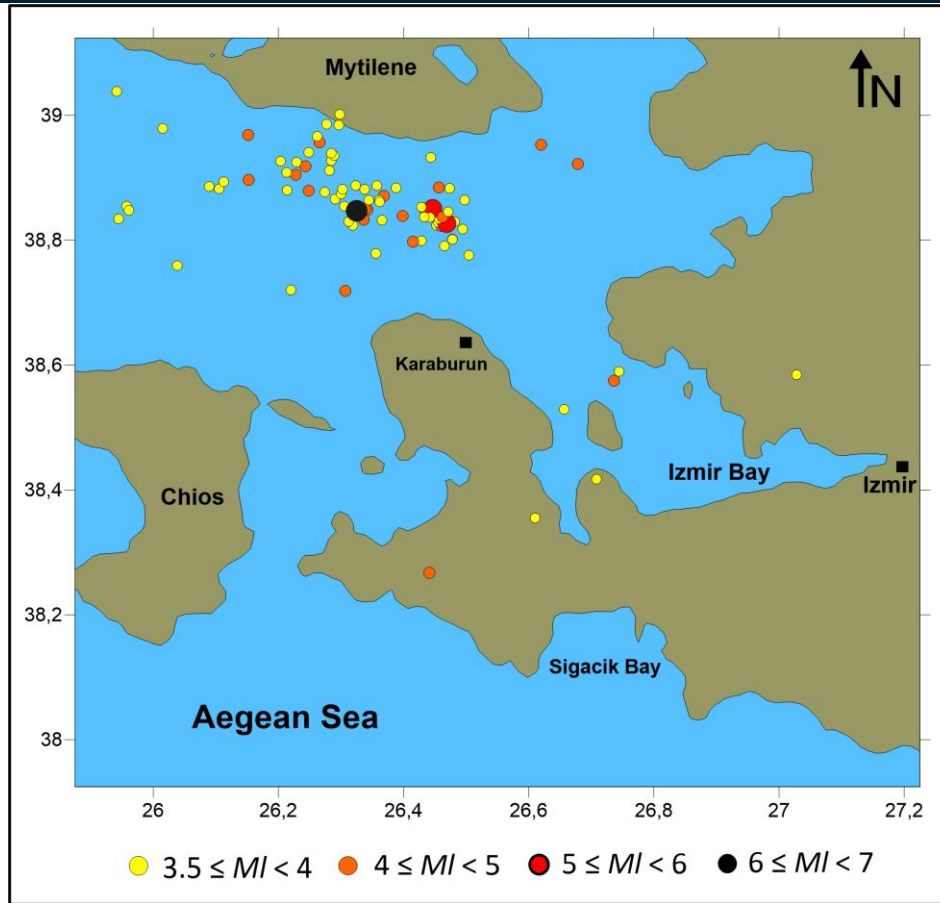 Mytilene
N
39
38,8
38,6
38,4
38,2
38
Karaburun
Chios
Izmir Bay
Izmir
Sigacik Bay
Aegean Sea
26 26,2 26,4 26,6 26,8 27 27,2
3.5 ≤ Ml < 4 4 ≤ Ml < 5 5 ≤ Ml < 6 6 ≤ Ml < 7